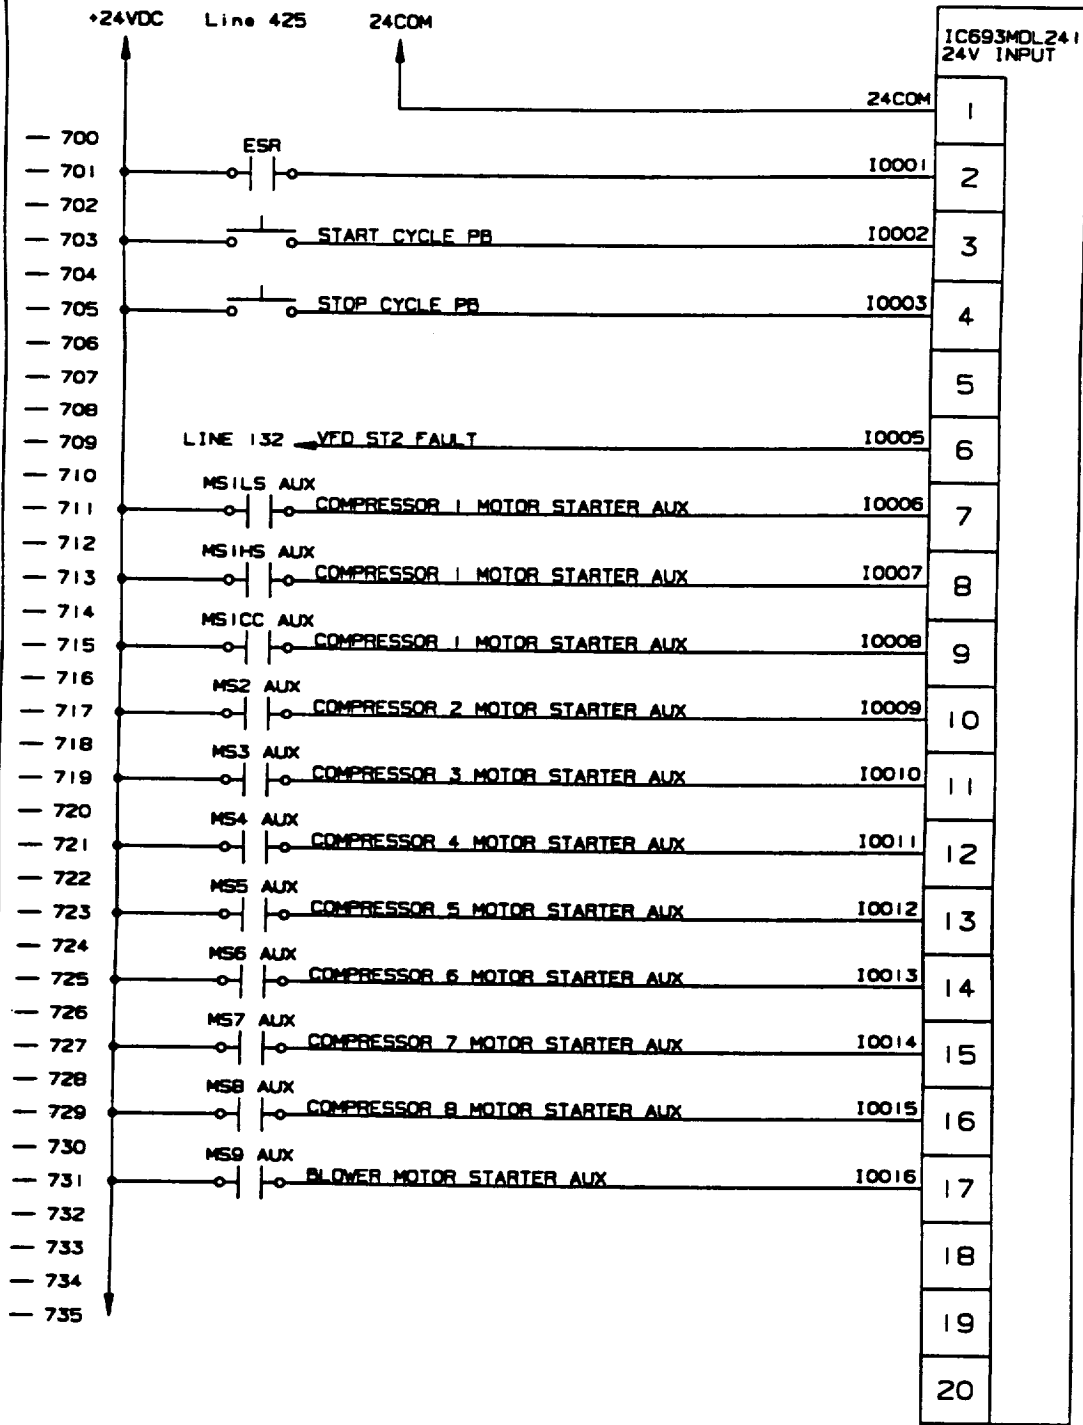 +24VDC Line 425 24COM
IC693MDL241
24V INPUT
24COM 1
— 700
ESR
— 701 I0001 2
— 702
— 703 START CYCLE PB I0002 3
— 704
— 705 STOP CYCLE PB I0003 4
— 706
— 707 5
— 708
— 709 LINE 132 VFD ST2 FAULT I0005 6
— 710
MS1LS AUX
— 711 COMPRESSOR 1 MOTOR STARTER AUX I0006 7
— 712
MS1HS AUX
— 713 COMPRESSOR 1 MOTOR STARTER AUX I0007 8
— 714
MS1CC AUX
— 715 COMPRESSOR 1 MOTOR STARTER AUX I0008 9
— 716
MS2 AUX
— 717 COMPRESSOR 2 MOTOR STARTER AUX I0009 10
— 718
MS3 AUX
— 719 COMPRESSOR 3 MOTOR STARTER AUX I0010 11
— 720
MS4 AUX
— 721 COMPRESSOR 4 MOTOR STARTER AUX I0011 12
— 722
MS5 AUX
— 723 COMPRESSOR 5 MOTOR STARTER AUX I0012 13
— 724
MS6 AUX
— 725 COMPRESSOR 6 MOTOR STARTER AUX I0013 14
— 726
MS7 AUX
— 727 COMPRESSOR 7 MOTOR STARTER AUX I0014 15
— 728
MS8 AUX
— 729 COMPRESSOR 8 MOTOR STARTER AUX I0015 16
— 730
MS9 AUX
— 731 BLOWER MOTOR STARTER AUX I0016 17
— 732
— 733 18
— 734
— 735 19
20